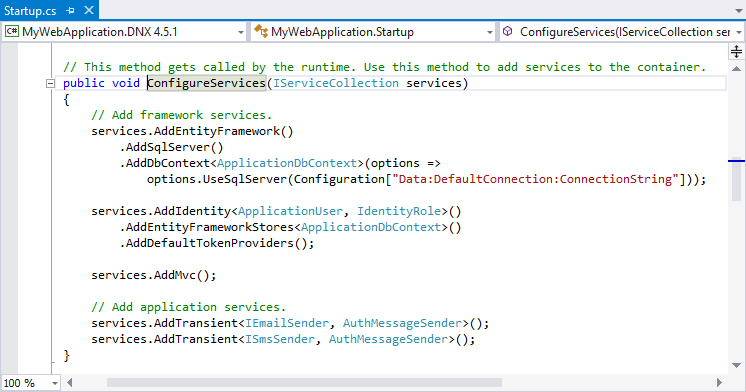 Startup.cs
C# MyWebApplication.DNX 4.5.1 MyWebApplication.Startup ConfigureServices(IServiceCollection ser
// This method gets called by the runtime. Use this method to add services to the container.
public void ConfigureServices(IServiceCollection services)
{
// Add framework services.
services.AddEntityFramework()
.AddSqlServer()
.AddDbContext<ApplicationDbContext>(options =>
options.UseSqlServer(Configuration["Data:DefaultConnection:ConnectionString"]));
services.AddIdentity<ApplicationUser, IdentityRole>()
.AddEntityFrameworkStores<ApplicationDbContext>()
.AddDefaultTokenProviders();
services.AddMvc();
// Add application services.
services.AddTransient<IEmailSender, AuthMessageSender>();
services.AddTransient<ISmsSender, AuthMessageSender>();
}
100 %